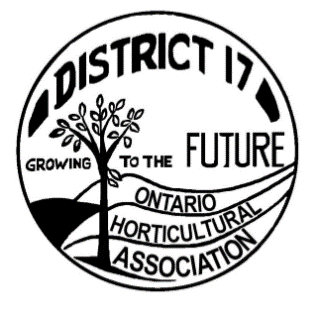 DISTRICT 17
GROWING TO THE FUTURE
ONTARIO
HORTICULTURAL
ASSOCIATION